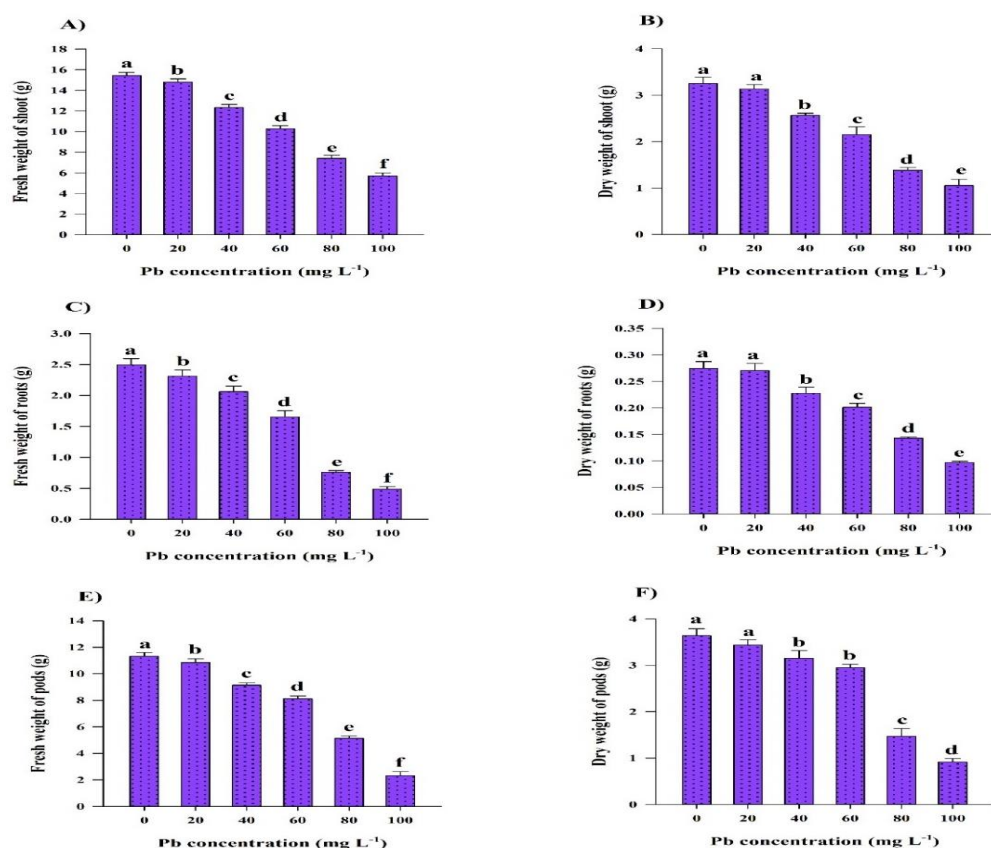 A)
Fresh weight of shoot (g)
18
16
14
12
10
8
6
4
2
0
a
b
c
d
e
f
0 20 40 60 80 100
Pb concentration (mg L⁻¹)
B)
Dry weight of shoot (g)
4
3
2
1
0
a
a
b
c
d
e
0 20 40 60 80 100
Pb concentration (mg L⁻¹)
C)
Fresh weight of roots (g)
3.0
2.5
2.0
1.5
1.0
0.5
0.0
a
b
c
d
e
f
0 20 40 60 80 100
Pb concentration (mg L⁻¹)
D)
Dry weight of roots (g)
0.35
0.30
0.25
0.20
0.15
0.10
0.05
0.00
a
a
b
c
d
e
0 20 40 60 80 100
Pb concentration (mg L⁻¹)
E)
Fresh weight of pods (g)
14
12
10
8
6
4
2
0
a
b
c
d
e
f
0 20 40 60 80 100
Pb concentration (mg L⁻¹)
F)
Dry weight of pods (g)
4
3
2
1
0
a
a
b
b
c
d
0 20 40 60 80 100
Pb concentration (mg L⁻¹)